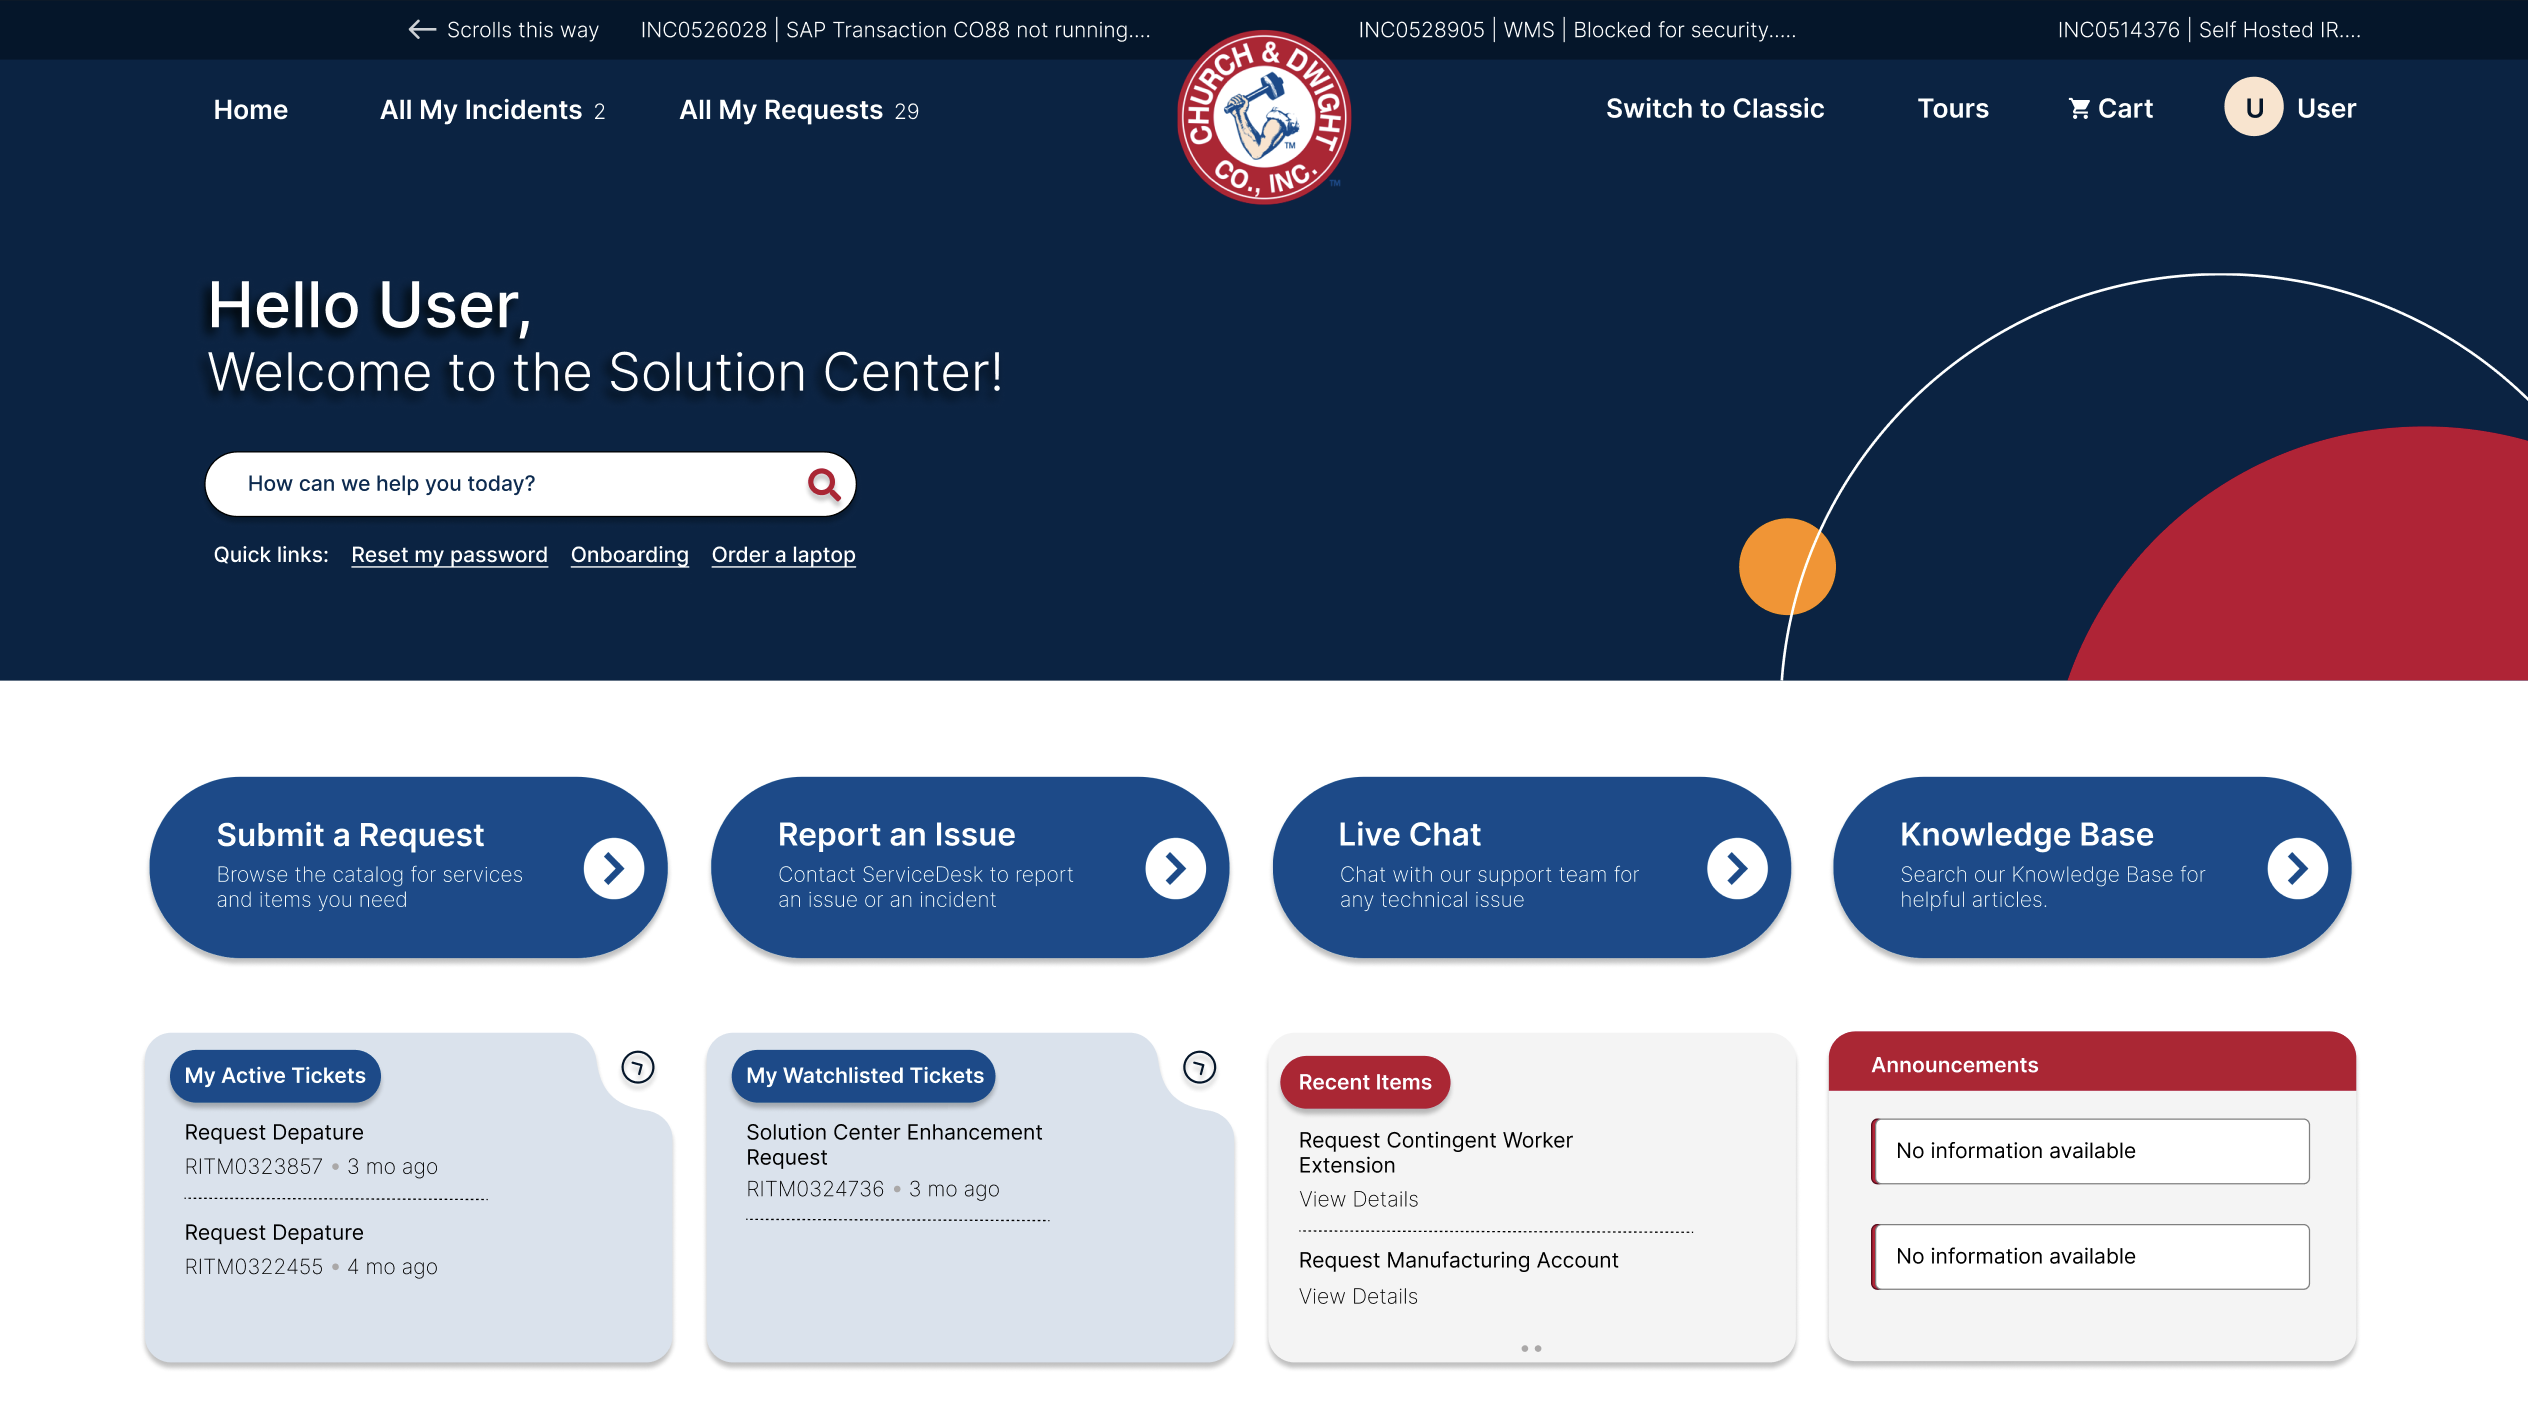 Scrolls this way
INC0526028 | SAP Transaction CO88 not running....
INC0528905 | WMS | Blocked for security.....
INC0514376 | Self Hosted IR....
Home
All My Incidents 2
All My Requests 29
CHURCH & DWIGHT
CO., INC.
TM
TM
Switch to Classic
Tours
Cart
U
User
Hello User,
Welcome to the Solution Center!
How can we help you today?
Quick links: Reset my password Onboarding Order a laptop
Submit a Request
Browse the catalog for services
and items you need
Report an Issue
Contact ServiceDesk to report
an issue or an incident
Live Chat
Chat with our support team for
any technical issue
Knowledge Base
Search our Knowledge Base for
helpful articles.
My Active Tickets
Request Depature
RITM0323857 • 3 mo ago
Request Depature
RITM0322455 • 4 mo ago
My Watchlisted Tickets
Solution Center Enhancement
Request
RITM0324736 • 3 mo ago
Recent Items
Request Contingent Worker
Extension
View Details
Request Manufacturing Account
View Details
Announcements
No information available
No information available